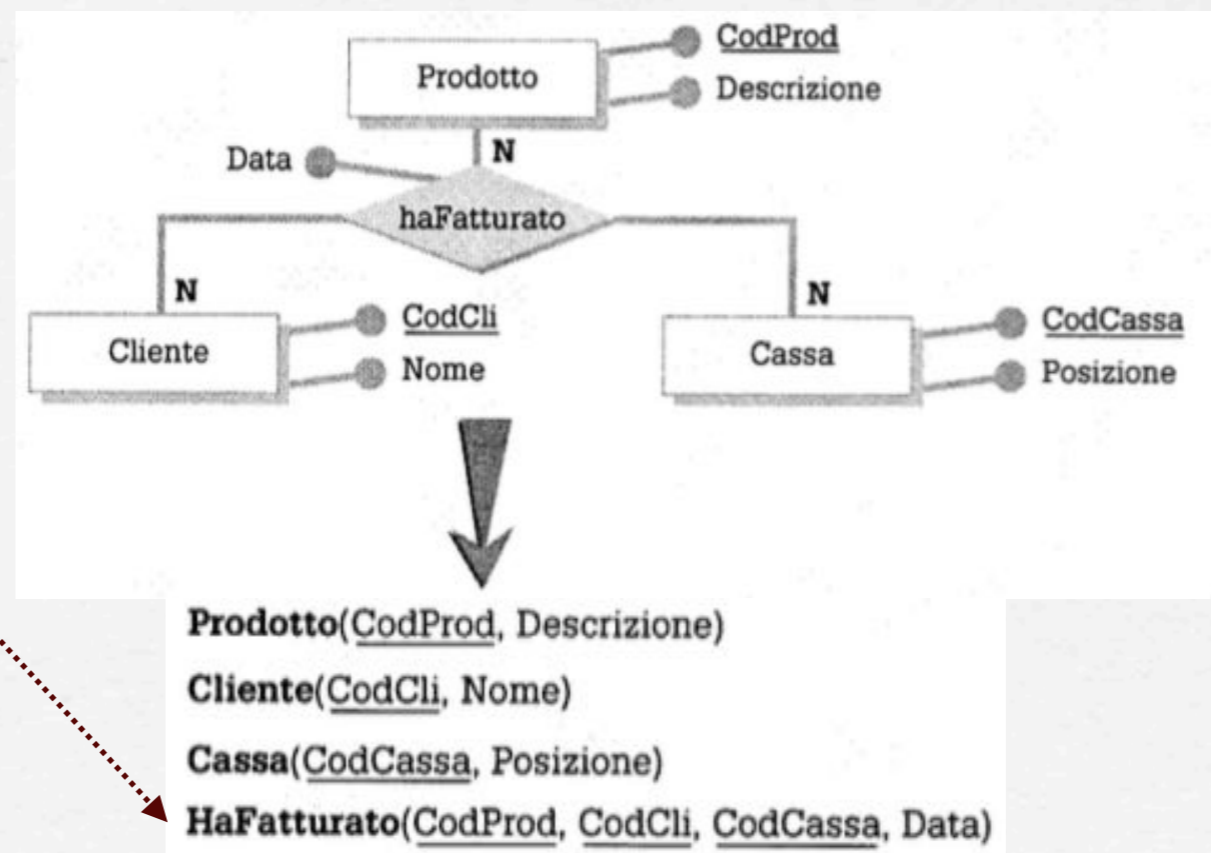 CodProd
Prodotto
Descrizione
Data
N
haFatturato
N
N
CodCli
CodCassa
Cliente
Cassa
Nome
Posizione
Prodotto(CodProd, Descrizione)
Cliente(CodCli, Nome)
Cassa(CodCassa, Posizione)
HaFatturato(CodProd, CodCli, CodCassa, Data)